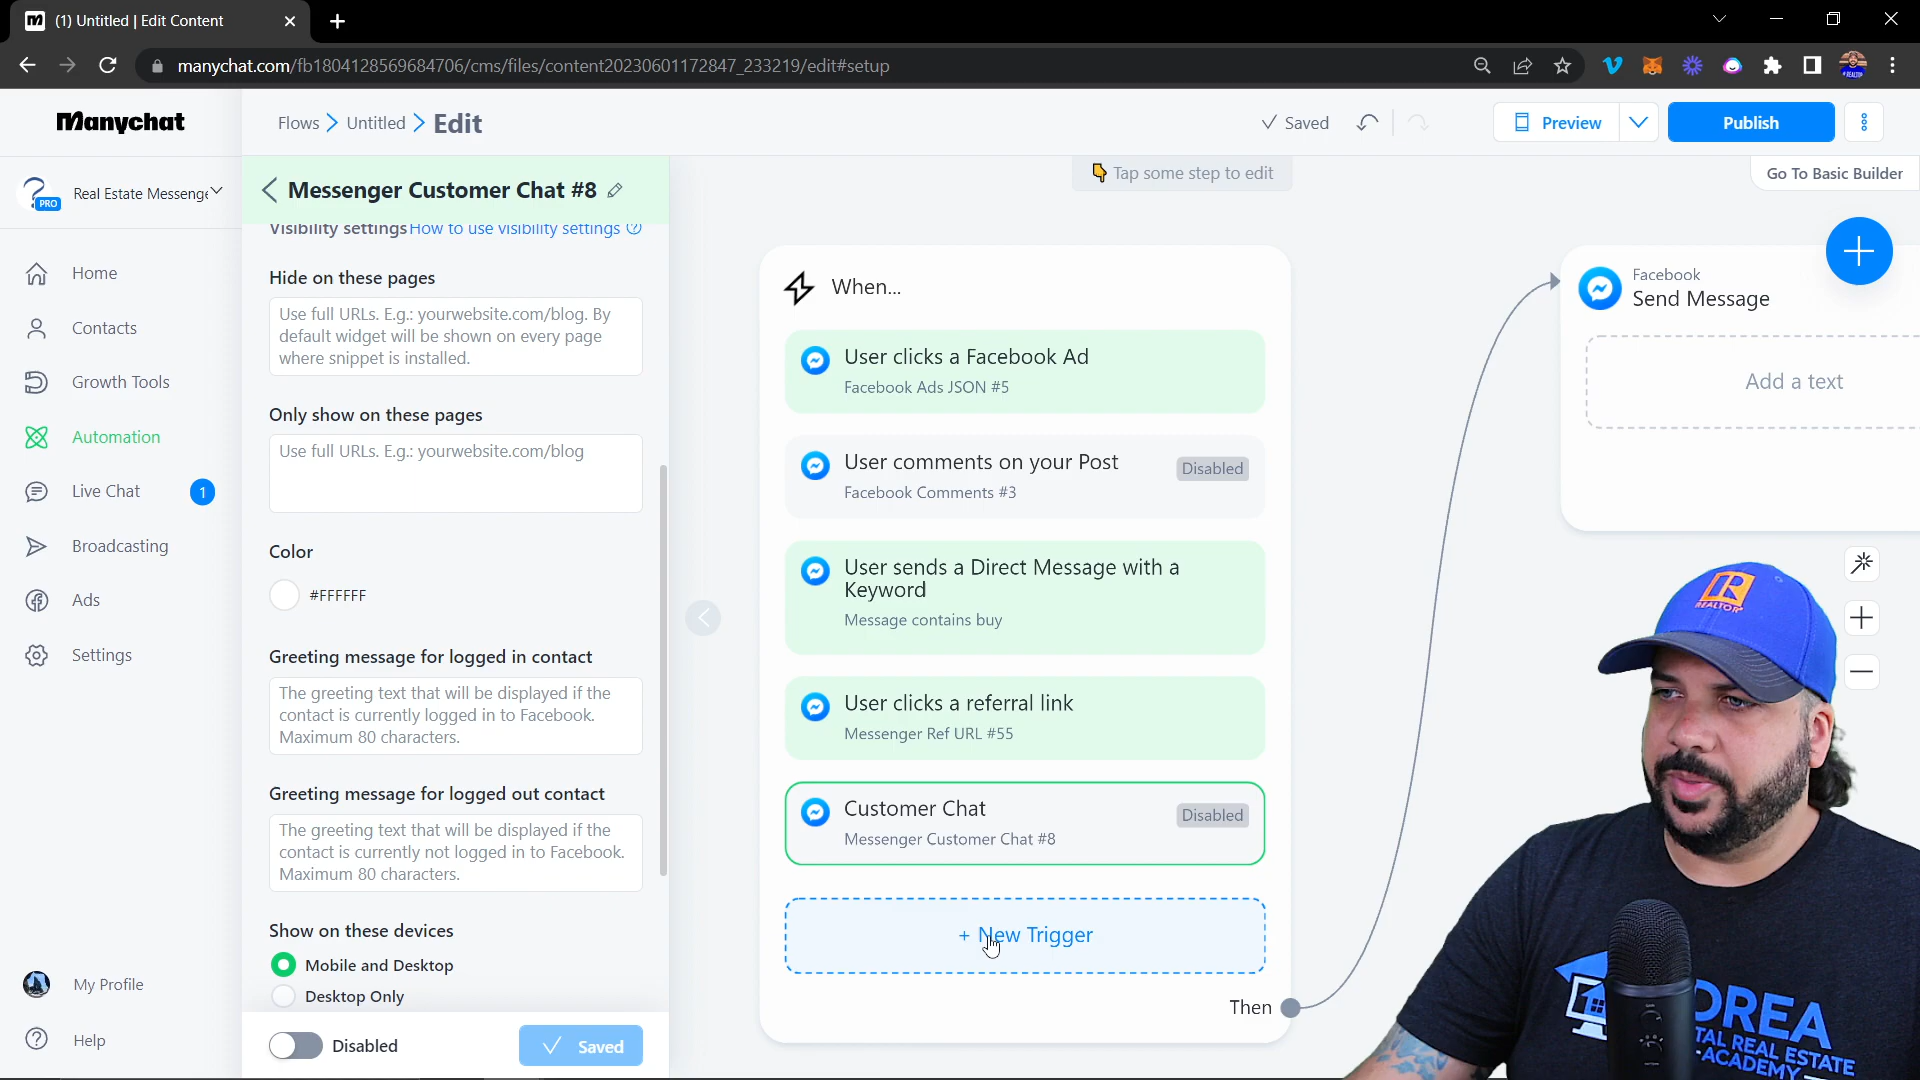 (1) Untitled | Edit Content
manychat.com/fb1804128569684706/cms/files/content20230601172847_233219/edit#setup
Manychat
Flows Untitled Edit
Saved
Preview
Publish
Real Estate Messenge
PRO
Messenger Customer Chat #8
Tap some step to edit
Go To Basic Builder
Home
Contacts
Growth Tools
Automation
Live Chat 1
Broadcasting
Ads
Settings
My Profile
Help
Visibility settings How to use visibility settings
Hide on these pages
Use full URLs. E.g.: yourwebsite.com/blog. By
default widget will be shown on every page
where snippet is installed.
Only show on these pages
Use full URLs. E.g.: yourwebsite.com/blog
Color
#FFFFFF
Greeting message for logged in contact
The greeting text that will be displayed if the
contact is currently logged in to Facebook.
Maximum 80 characters.
Greeting message for logged out contact
The greeting text that will be displayed if the
contact is currently not logged in to Facebook.
Maximum 80 characters.
Show on these devices
Mobile and Desktop
Desktop Only
Disabled
Saved
When...
User clicks a Facebook Ad
Facebook Ads JSON #5
User comments on your Post
Disabled
Facebook Comments #3
User sends a Direct Message with a
Keyword
Message contains buy
User clicks a referral link
Messenger Ref URL #55
Customer Chat
Disabled
Messenger Customer Chat #8
+ New Trigger
Then
Facebook
Send Message
Add a text
R
REALTOR
OREA
TAL REAL ESTATE
ACADEMY